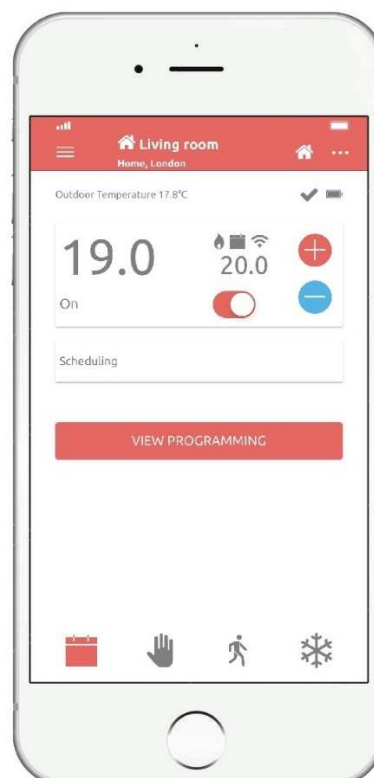 Living room
Home, London
Outdoor Temperature 17.8°C
19.0
20.0
On
Scheduling
VIEW PROGRAMMING